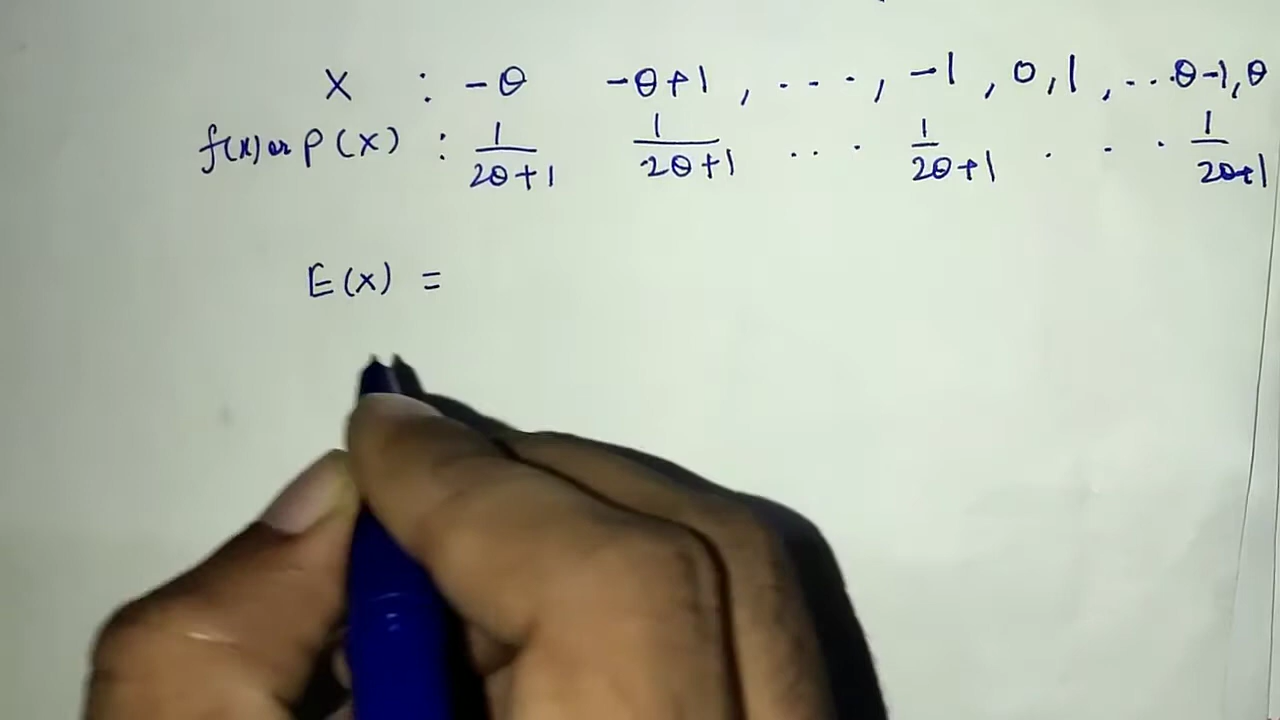 X : -θ -θ+1, ---, -1, 0, 1, ...θ-1, θ
f(x) or P(X) : 1/2θ+1 1/2θ+1 ... 1/2θ+1 . . . 1/2θ+1
E(x) =